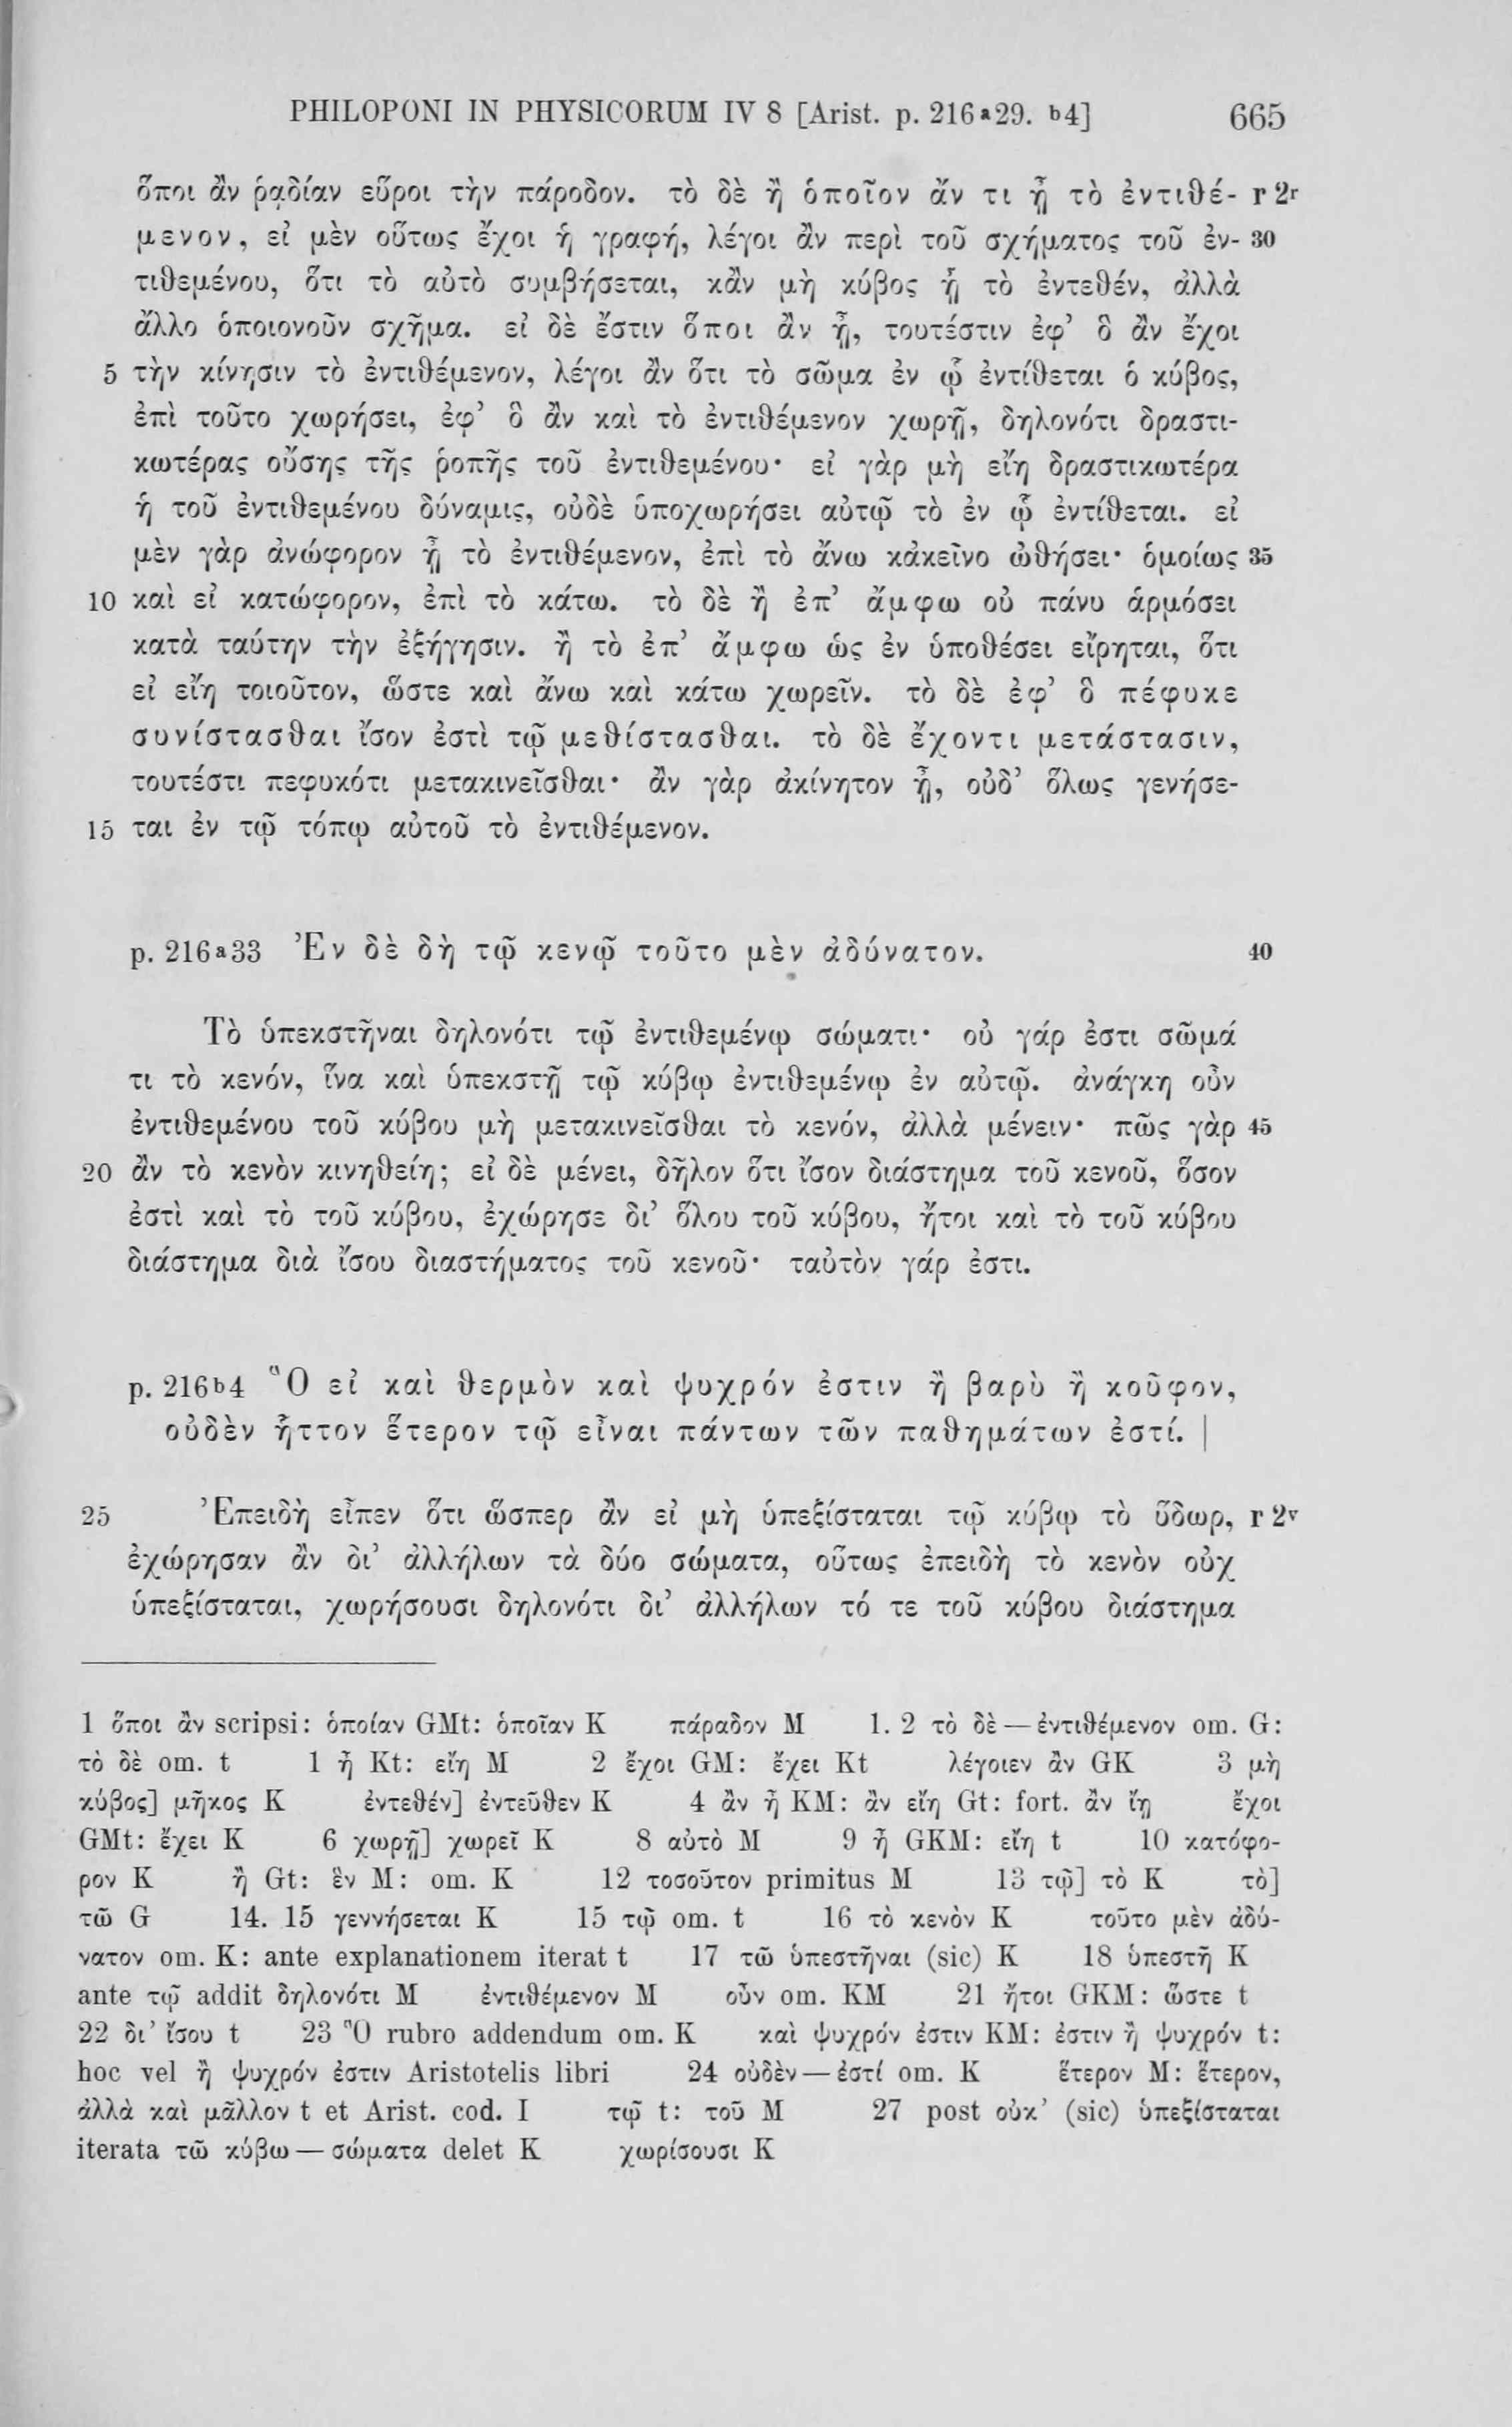 PHILOPONI IN PHYSICORUM IV 8 [Arist. p. 216ᵃ29. ᵇ4] 665
ὅποι ἂν ῥᾳδίαν εὕροι τὴν πάροδον. τὸ δὲ ἢ ὁποῖον ἄν τι ᾖ τὸ ἐντιθέ- r 2ʳ
μενον, εἰ μὲν οὕτως ἔχοι ἡ γραφή, λέγοι ἂν περὶ τοῦ σχήματος τοῦ ἐν- 30
τιθεμένου, ὅτι τὸ αὐτὸ συμβήσεται, κἂν μὴ κύβος ᾖ τὸ ἐντεθέν, ἀλλὰ
ἄλλο ὁποιονοῦν σχῆμα. εἰ δὲ ἔστιν ὅποι ἂν ᾖ, τουτέστιν ἐφ’ ὃ ἂν ἔχοι
5 τὴν κίνησιν τὸ ἐντιθέμενον, λέγοι ἂν ὅτι τὸ σῶμα ἐν ᾧ ἐντίθεται ὁ κύβος,
ἐπὶ τοῦτο χωρήσει, ἐφ’ ὃ ἂν καὶ τὸ ἐντιθέμενον χωρῇ, δηλονότι δραστι-
κωτέρας οὔσης τῆς ῥοπῆς τοῦ ἐντιθεμένου· εἰ γὰρ μὴ εἴη δραστικωτέρα
ἡ τοῦ ἐντιθεμένου δύναμις, οὐδὲ ὑποχωρήσει αὐτῷ τὸ ἐν ᾧ ἐντίθεται. εἰ
μὲν γὰρ ἀνώφορον ᾖ τὸ ἐντιθέμενον, ἐπὶ τὸ ἄνω κἀκεῖνο ὠθήσει· ὁμοίως 35
10 καὶ εἰ κατώφορον, ἐπὶ τὸ κάτω. τὸ δὲ ἢ ἐπ’ ἄμφω οὐ πάνυ ἁρμόσει
κατὰ ταύτην τὴν ἐξήγησιν. ἢ τὸ ἐπ’ ἄμφω ὡς ἐν ὑποθέσει εἴρηται, ὅτι
εἰ εἴη τοιοῦτον, ὥστε καὶ ἄνω καὶ κάτω χωρεῖν. τὸ δὲ ἐφ’ ὃ πέφυκε
συνίστασθαι ἴσον ἐστὶ τῷ μεθίστασθαι. τὸ δὲ ἔχοντι μετάστασιν,
τουτέστι πεφυκότι μετακινεῖσθαι· ἂν γὰρ ἀκίνητον ᾖ, οὐδ’ ὅλως γενήσε-
15 ται ἐν τῷ τόπῳ αὐτοῦ τὸ ἐντιθέμενον.
p. 216ᵃ33 Ἐν δὲ δὴ τῷ κενῷ τοῦτο μὲν ἀδύνατον. 40
Τὸ ὑπεκστῆναι δηλονότι τῷ ἐντιθεμένῳ σώματι· οὐ γάρ ἐστι σῶμά
τι τὸ κενόν, ἵνα καὶ ὑπεκστῇ τῷ κύβῳ ἐντιθεμένῳ ἐν αὐτῷ. ἀνάγκη οὖν
ἐντιθεμένου τοῦ κύβου μὴ μετακινεῖσθαι τὸ κενόν, ἀλλὰ μένειν· πῶς γὰρ 45
20 ἂν τὸ κενὸν κινηθείη; εἰ δὲ μένει, δῆλον ὅτι ἴσον διάστημα τοῦ κενοῦ, ὅσον
ἐστὶ καὶ τὸ τοῦ κύβου, ἐχώρησε δι’ ὅλου τοῦ κύβου, ἤτοι καὶ τὸ τοῦ κύβου
διάστημα διὰ ἴσου διαστήματος τοῦ κενοῦ· ταὐτὸν γάρ ἐστι.
p. 216ᵇ4 Ὃ εἰ καὶ θερμὸν καὶ ψυχρόν ἐστιν ἢ βαρὺ ἢ κοῦφον,
οὐδὲν ἧττον ἕτερον τῷ εἶναι πάντων τῶν παθημάτων ἐστί. |
25 Ἐπειδὴ εἶπεν ὅτι ὥσπερ ἂν εἰ μὴ ὑπεξίσταται τῷ κύβῳ τὸ ὕδωρ, r 2ᵛ
ἐχώρησαν ἂν δι’ ἀλλήλων τὰ δύο σώματα, οὕτως ἐπειδὴ τὸ κενὸν οὐχ
ὑπεξίσταται, χωρήσουσι δηλονότι δι’ ἀλλήλων τό τε τοῦ κύβου διάστημα
1 ὅποι ἂν scripsi: ὁποίαν GMt: ὁποῖαν K πάραδον M 1. 2 τὸ δὲ — ἐντιθέμενον om. G:
τὸ δὲ om. t 1 ᾖ Kt: εἴη M 2 ἔχοι GM: ἔχει Kt λέγοιεν ἂν GK 3 μὴ
κύβος] μῆκος K ἐντεθέν] ἐντεῦθεν K 4 ἂν ᾖ KM: ἂν εἴη Gt: fort. ἂν ἴῃ ἔχοι
GMt: ἔχει K 6 χωρῇ] χωρεῖ K 8 αὐτὸ M 9 ᾖ GKM: εἴη t 10 κατόφο-
ρον K ἢ Gt: ἓν M: om. K 12 τοσοῦτον primitus M 13 τῷ] τὸ K τὸ]
τῶ G 14. 15 γεννήσεται K 15 τῷ om. t 16 τὸ κενὸν K τοῦτο μὲν ἀδύ-
νατον om. K: ante explanationem iterat t 17 τῶ ὑπεστῆναι (sic) K 18 ὑπεστῆ K
ante τῷ addit δηλονότι M ἐντιθέμενον M οὖν om. KM 21 ἤτοι GKM: ὥστε t
22 δι’ ἴσου t 23 Ὃ rubro addendum om. K καὶ ψυχρόν ἐστιν KM: ἐστιν ἢ ψυχρόν t:
hoc vel ἢ ψυχρόν ἐστιν Aristotelis libri 24 οὐδὲν — ἐστί om. K ἕτερον M: ἕτερον,
ἀλλὰ καὶ μᾶλλον t et Arist. cod. I τῷ t: τοῦ M 27 post οὐκ’ (sic) ὑπεξίσταται
iterata τῶ κύβω — σώματα delet K χωρίσουσι K